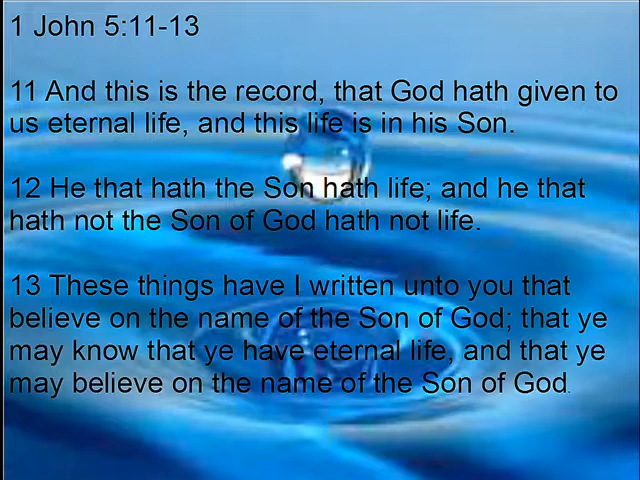 1 John 5:11-13
11 And this is the record, that God hath given to
us eternal life, and this life is in his Son.
12 He that hath the Son hath life; and he that
hath not the Son of God hath not life.
13 These things have I written unto you that
believe on the name of the Son of God; that ye
may know that ye have eternal life, and that ye
may believe on the name of the Son of God.